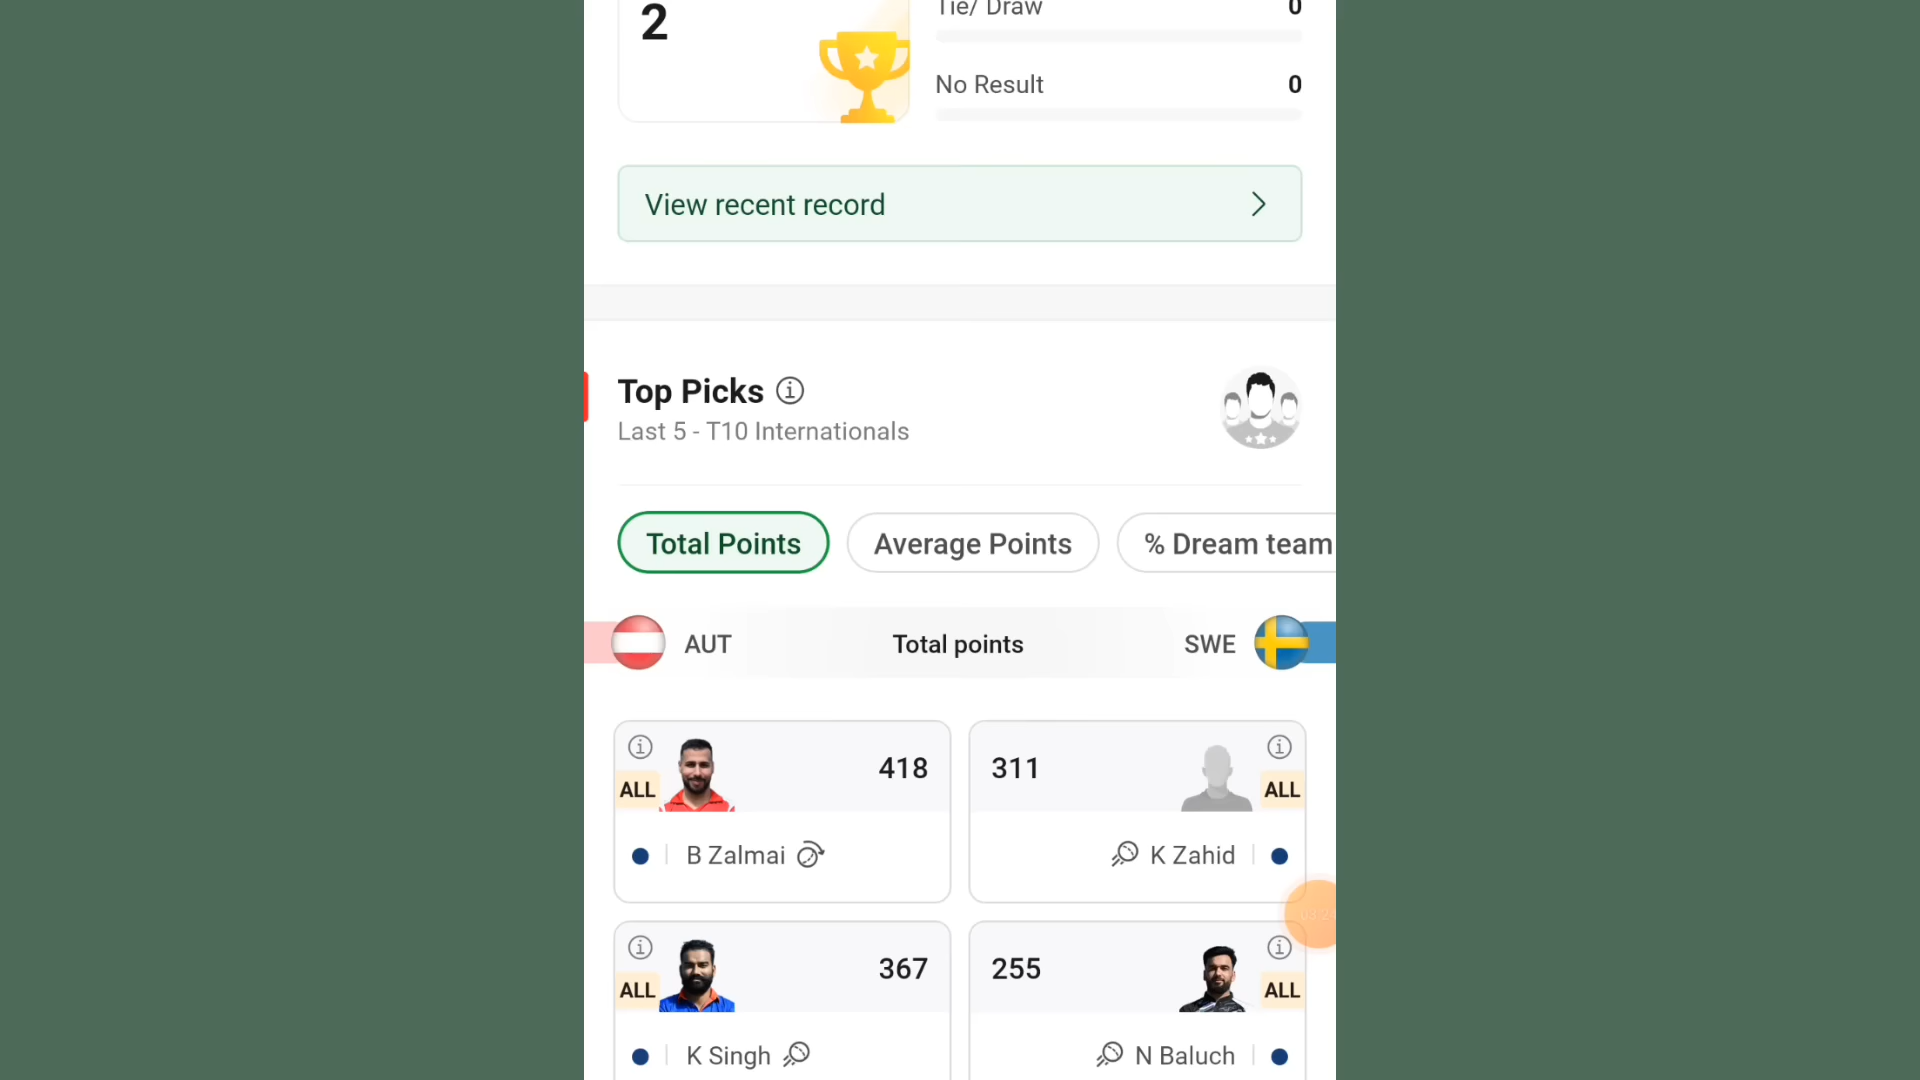 2
Tie/ Draw 0
No Result 0
View recent record
Top Picks
Last 5 - T10 Internationals
Total Points
Average Points
% Dream team
AUT
Total points
SWE
ALL
418
B Zalmai
311
ALL
K Zahid
ALL
367
K Singh
255
ALL
N Baluch